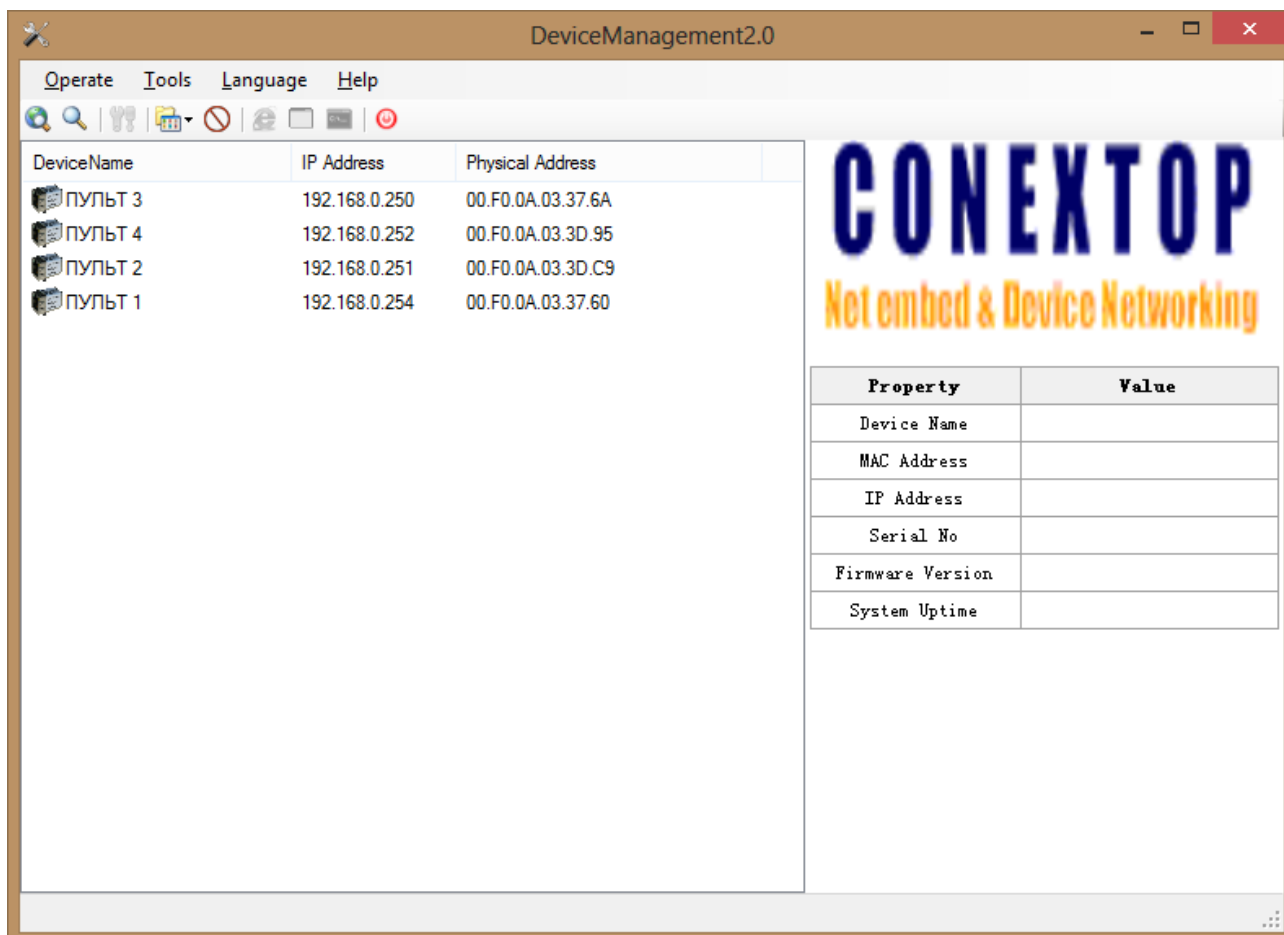 DeviceManagement2.0
Operate Tools Language Help
DeviceName IP Address Physical Address
ПУЛЬТ 3 192.168.0.250 00.F0.0A.03.37.6A
ПУЛЬТ 4 192.168.0.252 00.F0.0A.03.3D.95
ПУЛЬТ 2 192.168.0.251 00.F0.0A.03.3D.C9
ПУЛЬТ 1 192.168.0.254 00.F0.0A.03.37.60
CONEXTOP
Net embed & Device Networking
Property Value
Device Name
MAC Address
IP Address
Serial No
Firmware Version
System Uptime